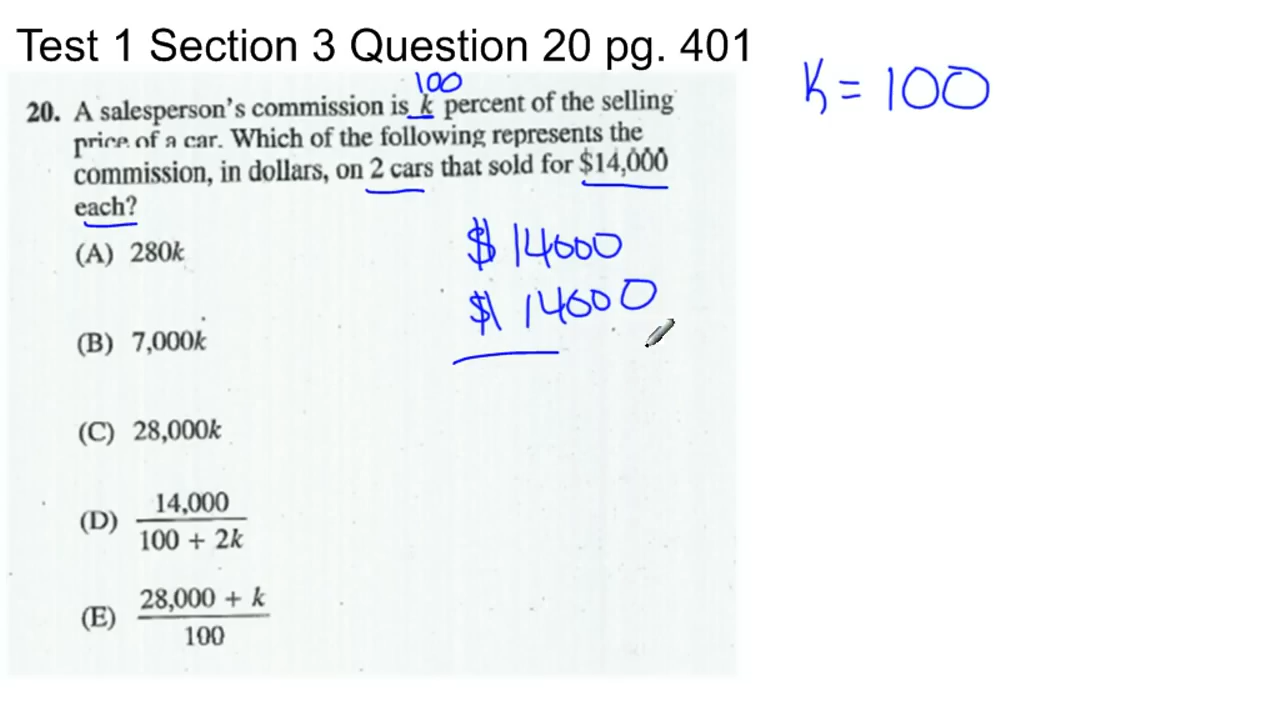 Test 1 Section 3 Question 20 pg. 401
K = 100
100
20. A salesperson's commission is k percent of the selling
price of a car. Which of the following represents the
commission, in dollars, on 2 cars that sold for $14,000
each?
$ 14000
$ 14000
(A) 280k
(B) 7,000k
(C) 28,000k
(D) 14,000
100 + 2k
(E) 28,000 + k
100